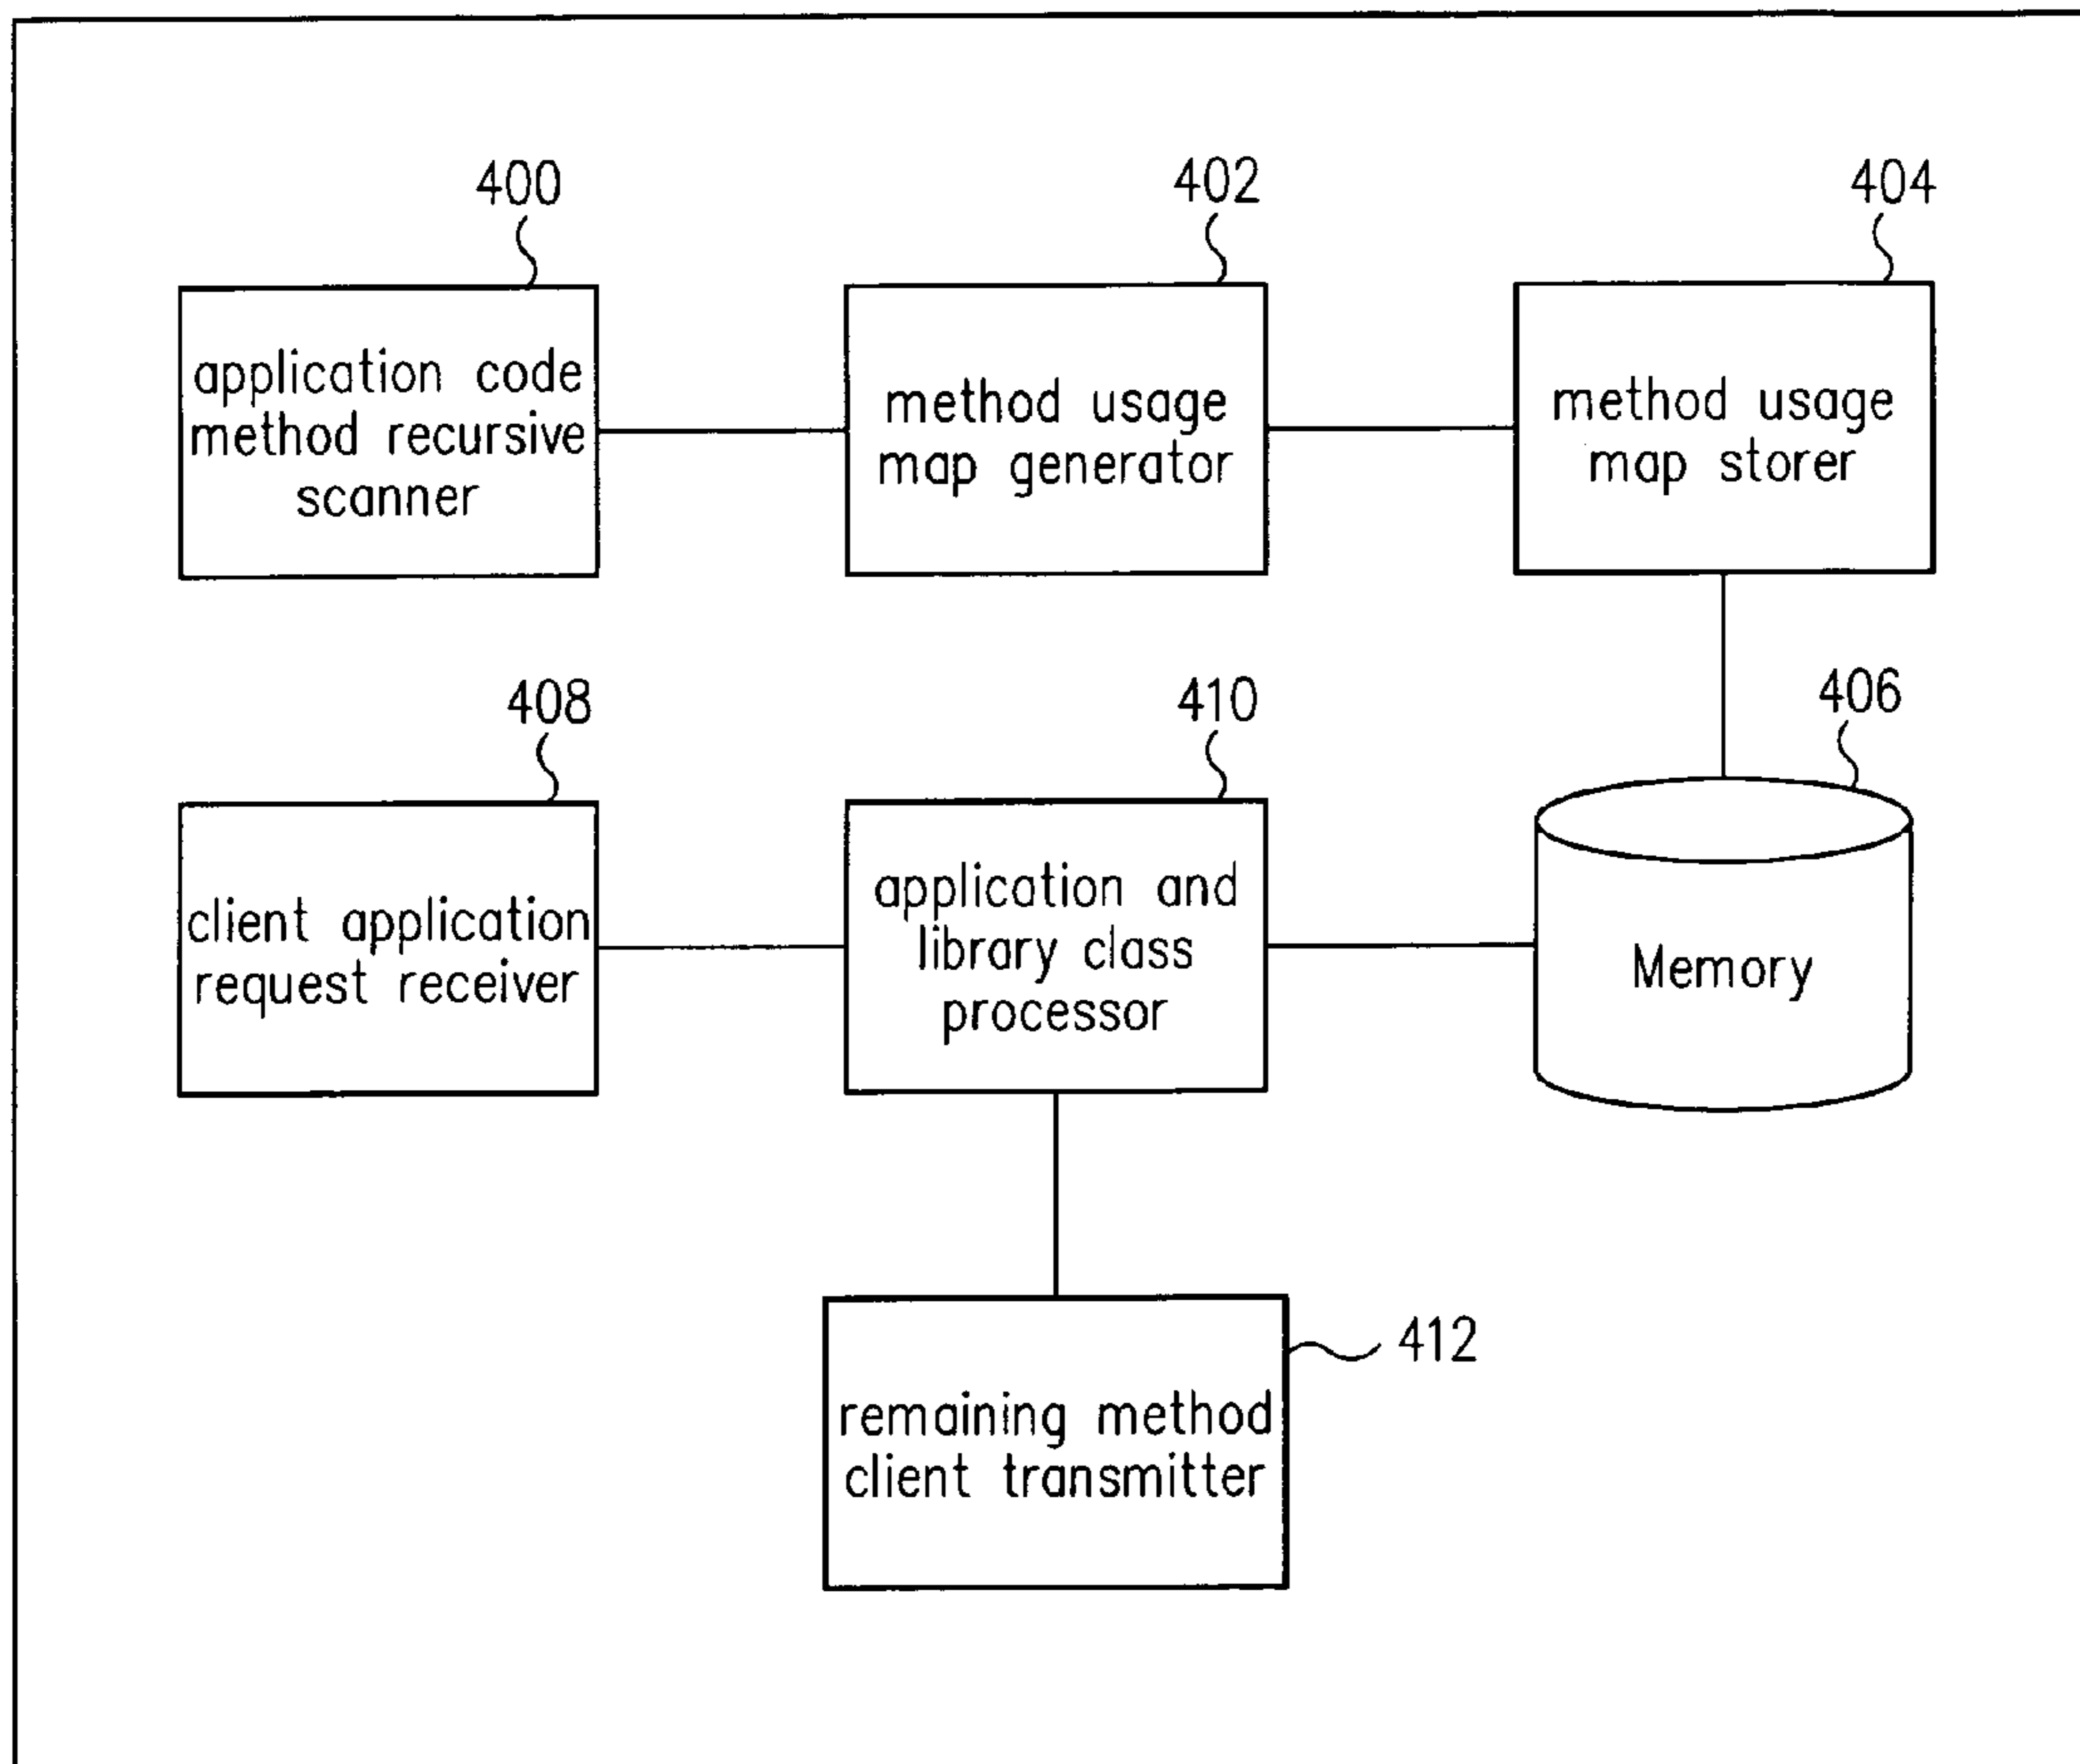 400
402
404
application code
method recursive
scanner
method usage
map generator
method usage
map storer
408
410
406
client application
request receiver
application and
library class
processor
Memory
412
remaining method
client transmitter